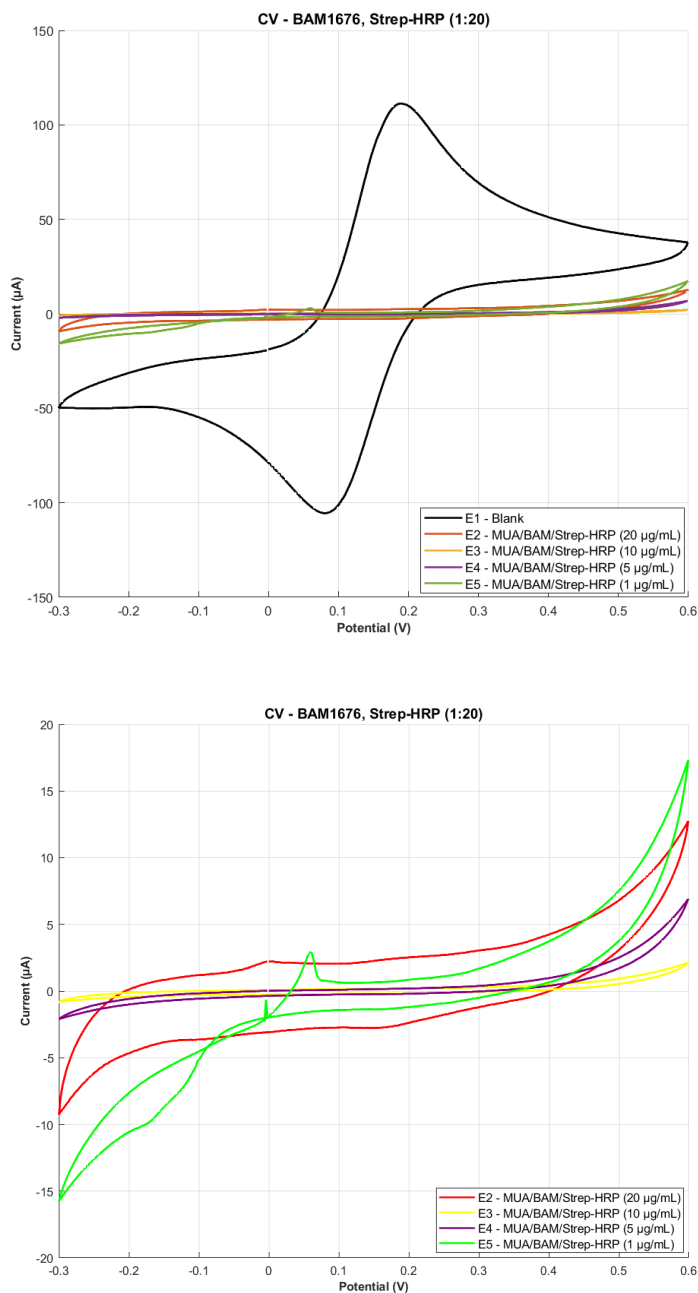 CV - BAM1676, Strep-HRP (1:20)
150
100
50
0
-50
-100
-150
Current (µA)
E1 - Blank
E2 - MUA/BAM/Strep-HRP (20 µg/mL)
E3 - MUA/BAM/Strep-HRP (10 µg/mL)
E4 - MUA/BAM/Strep-HRP (5 µg/mL)
E5 - MUA/BAM/Strep-HRP (1 µg/mL)
-0.3 -0.2 -0.1 0 0.1 0.2 0.3 0.4 0.5 0.6
Potential (V)
CV - BAM1676, Strep-HRP (1:20)
20
15
10
5
0
-5
-10
-15
-20
Current (µA)
E2 - MUA/BAM/Strep-HRP (20 µg/mL)
E3 - MUA/BAM/Strep-HRP (10 µg/mL)
E4 - MUA/BAM/Strep-HRP (5 µg/mL)
E5 - MUA/BAM/Strep-HRP (1 µg/mL)
-0.3 -0.2 -0.1 0 0.1 0.2 0.3 0.4 0.5 0.6
Potential (V)